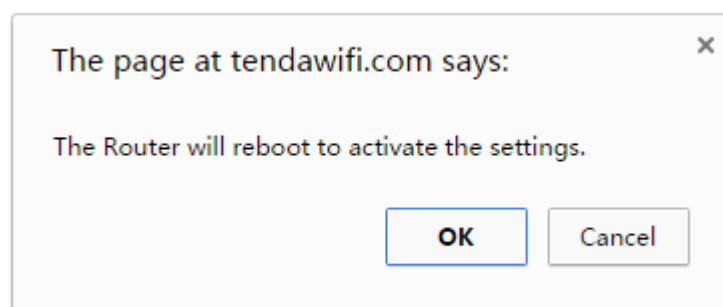 The page at tendawifi.com says:
The Router will reboot to activate the settings.
OK Cancel